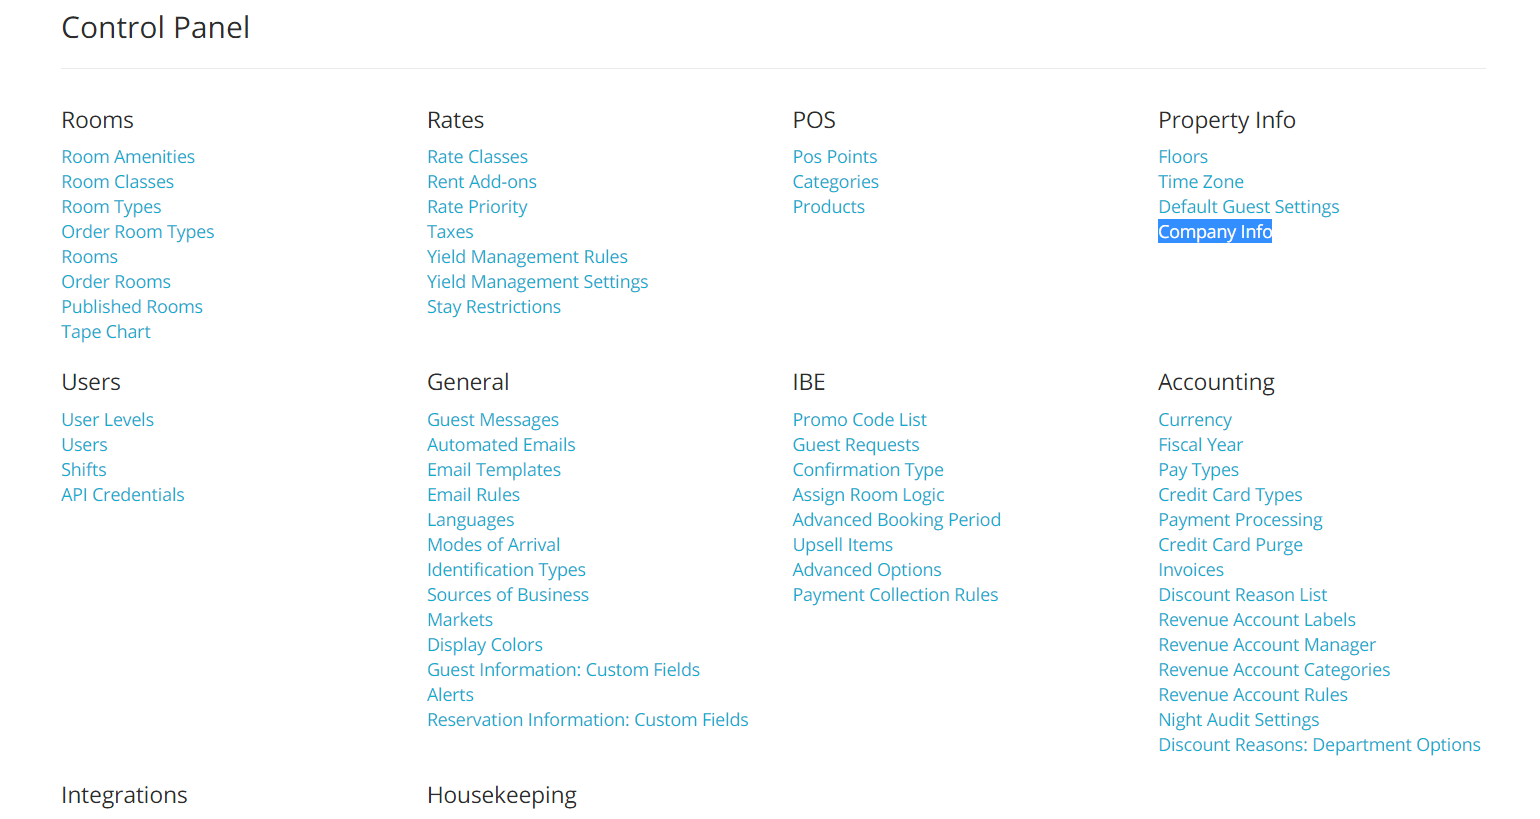 Control Panel
Rooms
Room Amenities
Room Classes
Room Types
Order Room Types
Rooms
Order Rooms
Published Rooms
Tape Chart
Rates
Rate Classes
Rent Add-ons
Rate Priority
Taxes
Yield Management Rules
Yield Management Settings
Stay Restrictions
POS
Pos Points
Categories
Products
Property Info
Floors
Time Zone
Default Guest Settings
Company Info
Users
User Levels
Users
Shifts
API Credentials
General
Guest Messages
Automated Emails
Email Templates
Email Rules
Languages
Modes of Arrival
Identification Types
Sources of Business
Markets
Display Colors
Guest Information: Custom Fields
Alerts
Reservation Information: Custom Fields
IBE
Promo Code List
Guest Requests
Confirmation Type
Assign Room Logic
Advanced Booking Period
Upsell Items
Advanced Options
Payment Collection Rules
Accounting
Currency
Fiscal Year
Pay Types
Credit Card Types
Payment Processing
Credit Card Purge
Invoices
Discount Reason List
Revenue Account Labels
Revenue Account Manager
Revenue Account Categories
Revenue Account Rules
Night Audit Settings
Discount Reasons: Department Options
Integrations
Housekeeping